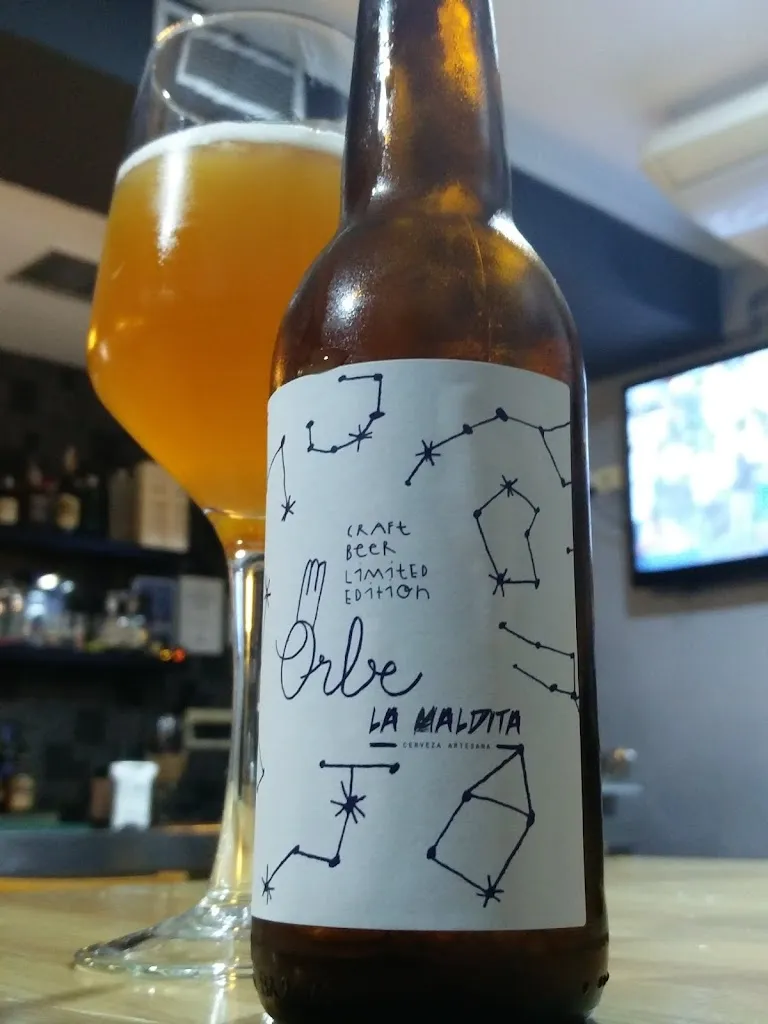 CRAFt
BeeR
LiMiteD
EDitiOn
Orbe
LA MALDITA
CERVEZA ARTESANA